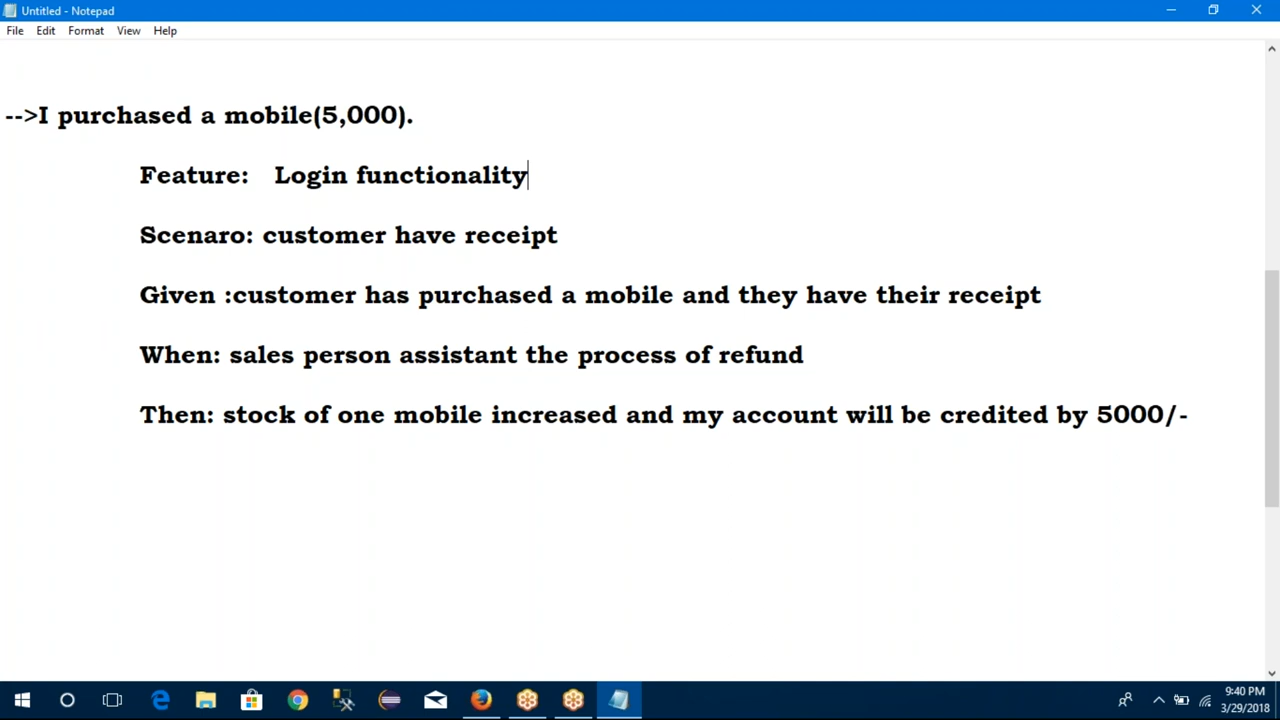 Untitled - Notepad
File Edit Format View Help
-->I purchased a mobile(5,000).
Feature: Login functionality
Scenaro: customer have receipt
Given :customer has purchased a mobile and they have their receipt
When: sales person assistant the process of refund
Then: stock of one mobile increased and my account will be credited by 5000/-
9:40 PM
3/29/2018